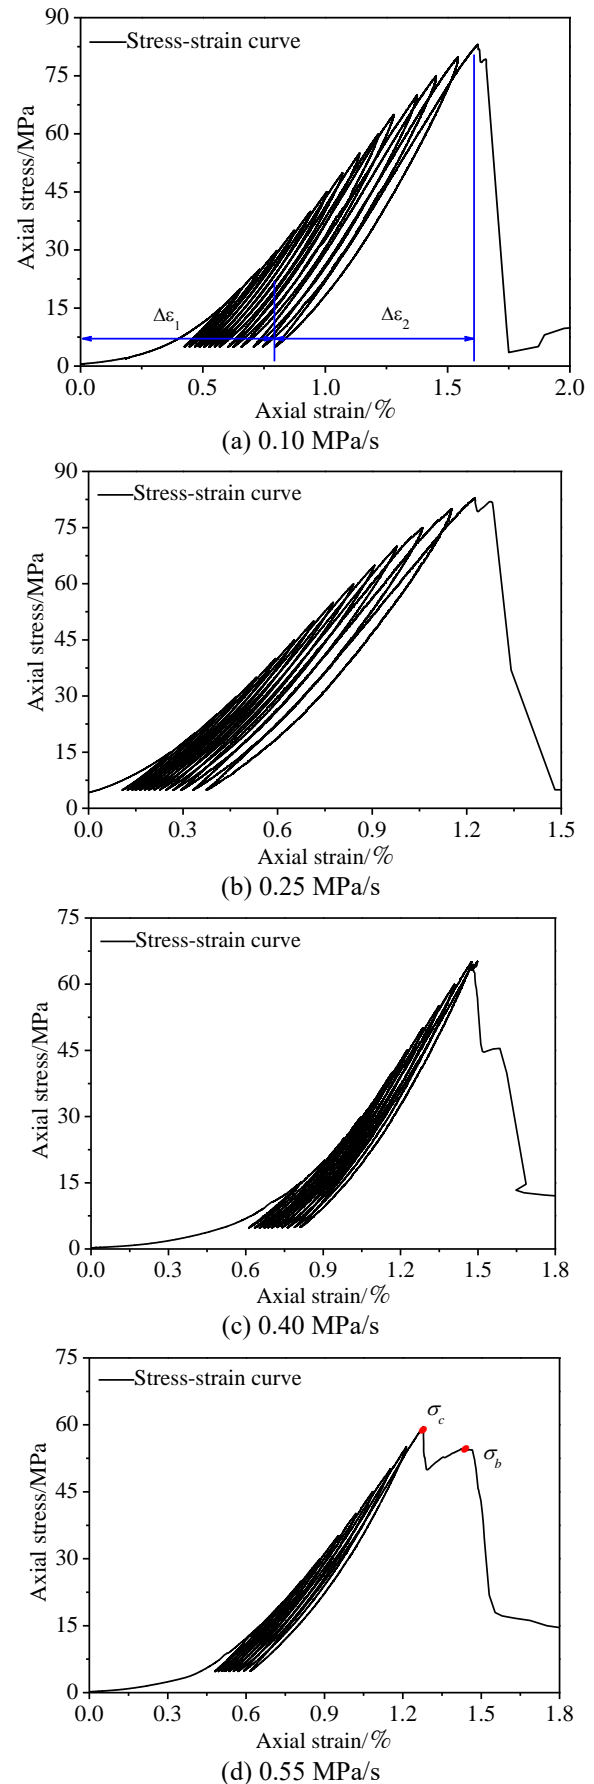 90
Stress-strain curve
75
60
45
30
15
0
Axial stress/MPa
Δε₁
Δε₂
0.0 0.5 1.0 1.5 2.0
Axial strain/%
(a) 0.10 MPa/s
90
Stress-strain curve
75
60
45
30
15
0
Axial stress/MPa
0.0 0.3 0.6 0.9 1.2 1.5
Axial strain/%
(b) 0.25 MPa/s
75
Stress-strain curve
60
45
30
15
0
Axial stress/MPa
0.0 0.3 0.6 0.9 1.2 1.5 1.8
Axial strain/%
(c) 0.40 MPa/s
75
Stress-strain curve
60
45
30
15
0
Axial stress/MPa
σc
σb
0.0 0.3 0.6 0.9 1.2 1.5 1.8
Axial strain/%
(d) 0.55 MPa/s